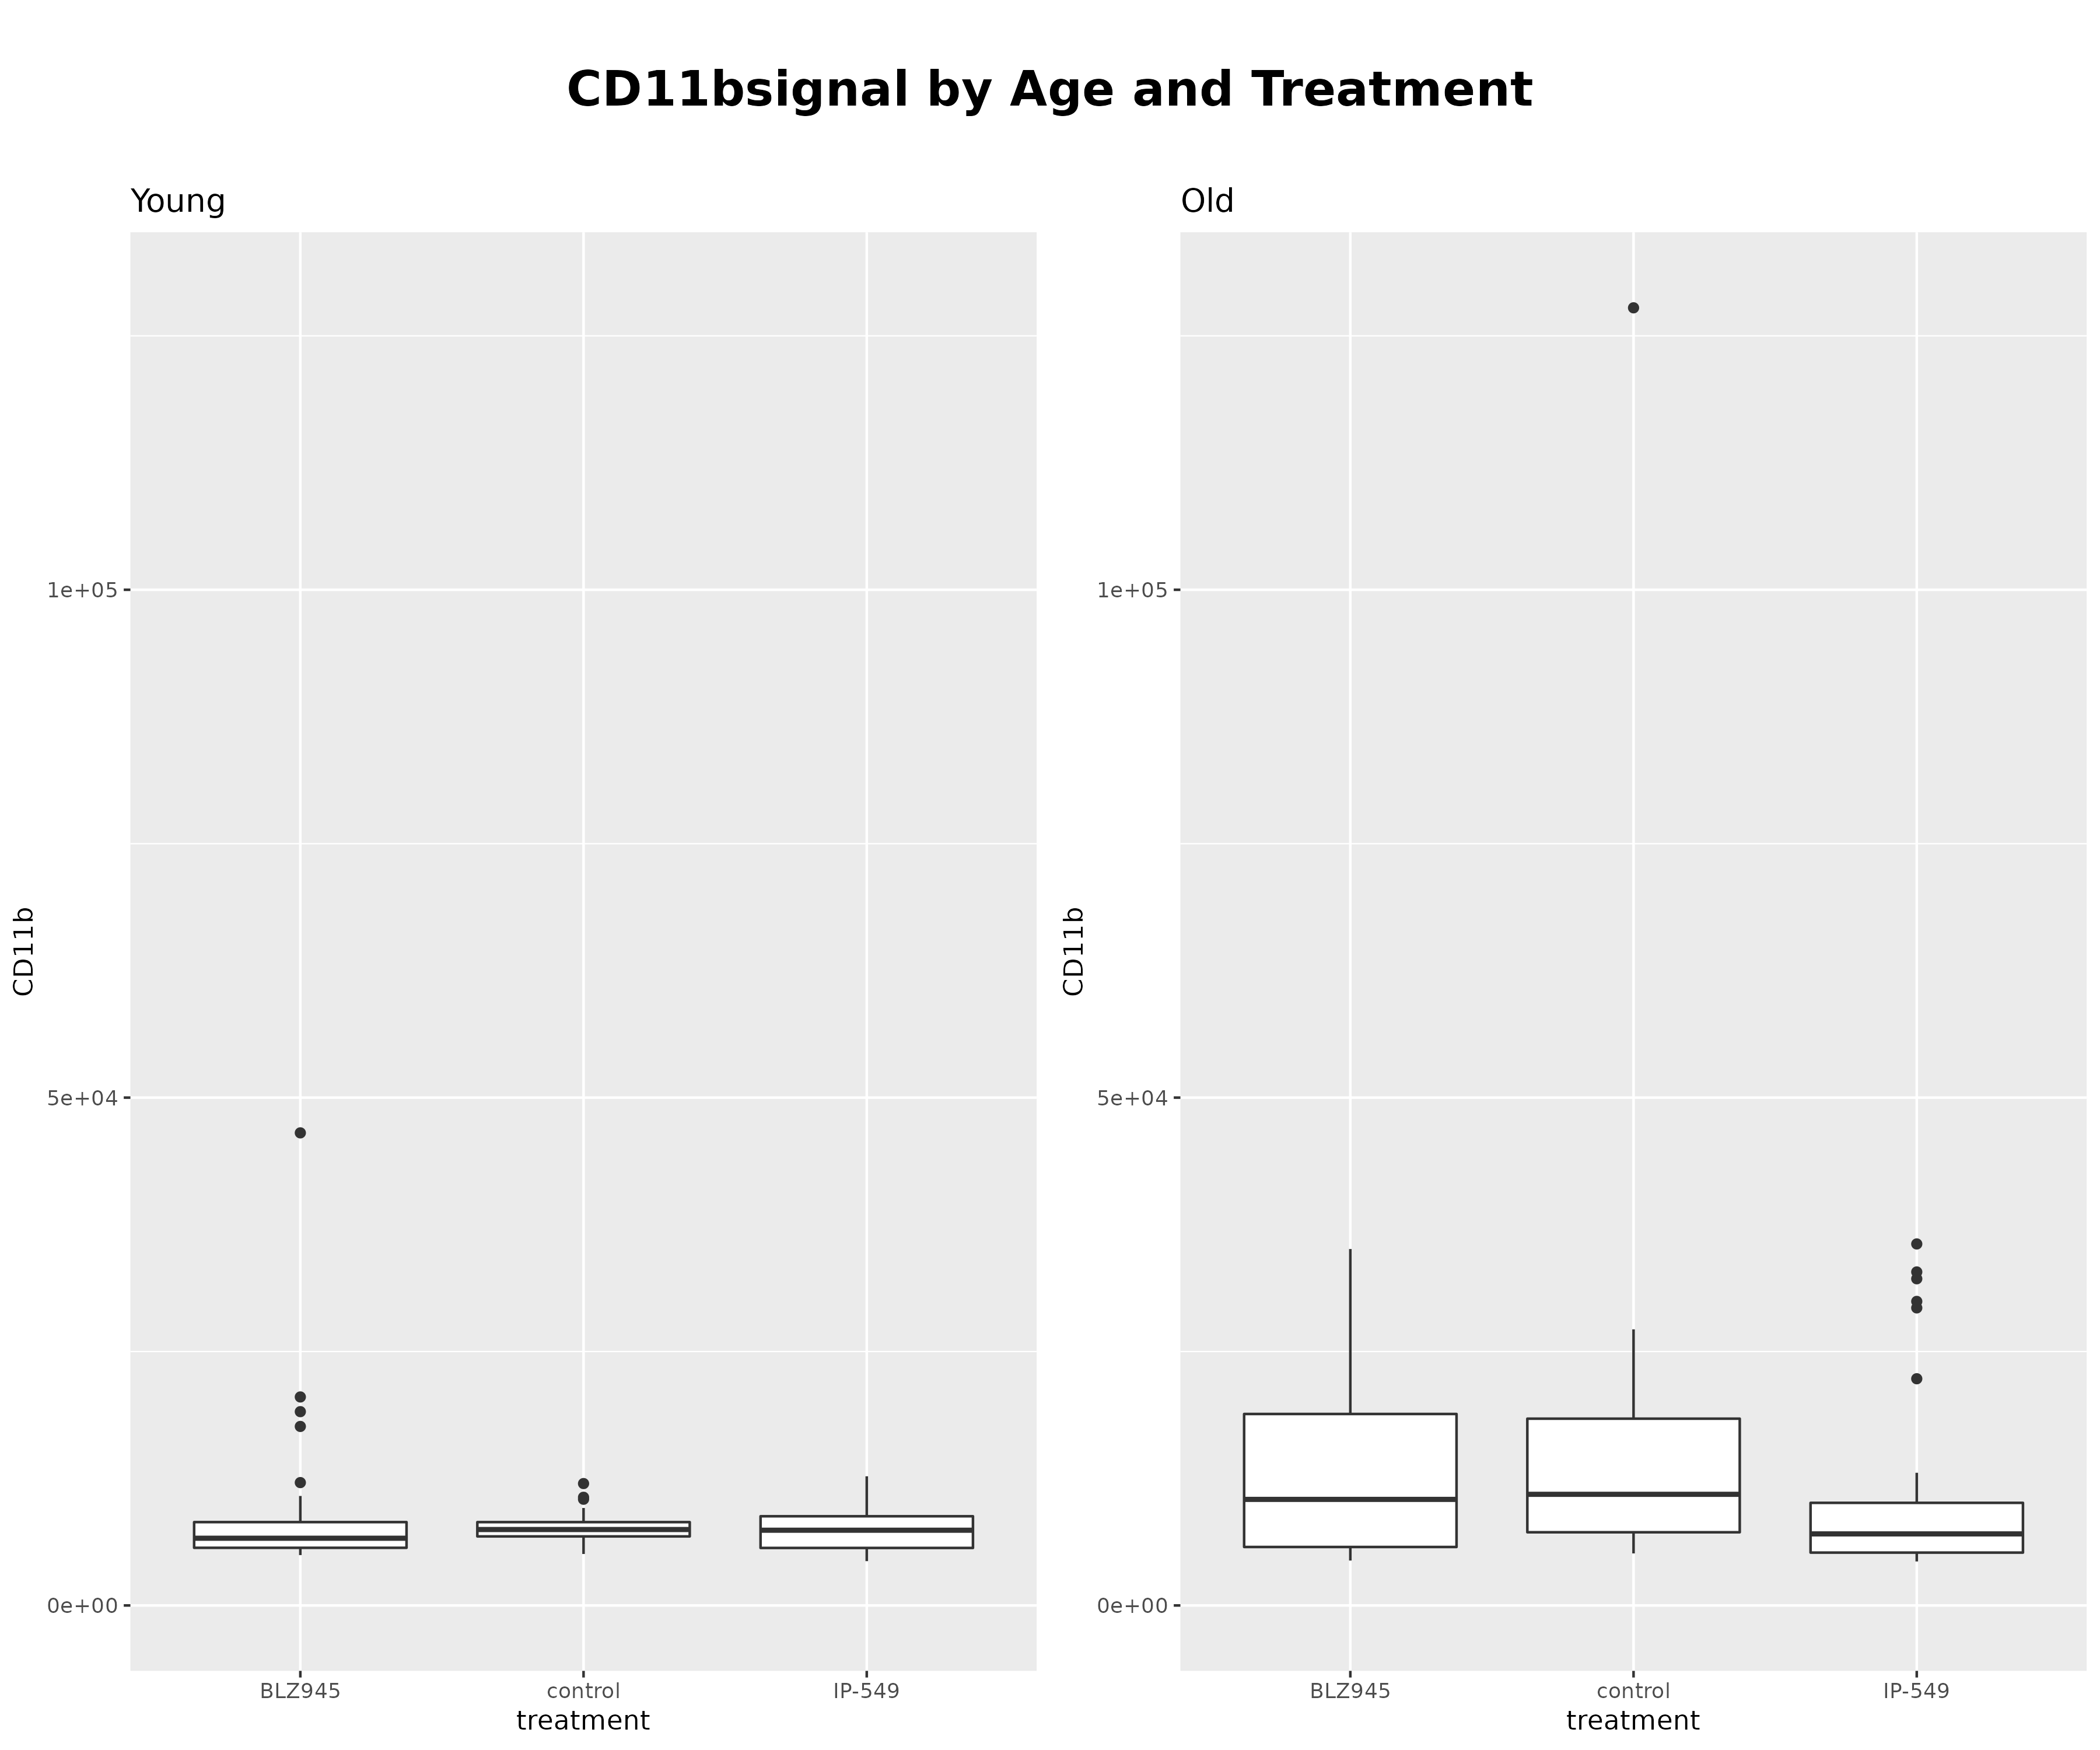 CD11bsignal by Age and Treatment
Young
1e+05
5e+04
0e+00
CD11b
BLZ945 control IP-549
treatment
Old
1e+05
5e+04
0e+00
CD11b
BLZ945 control IP-549
treatment